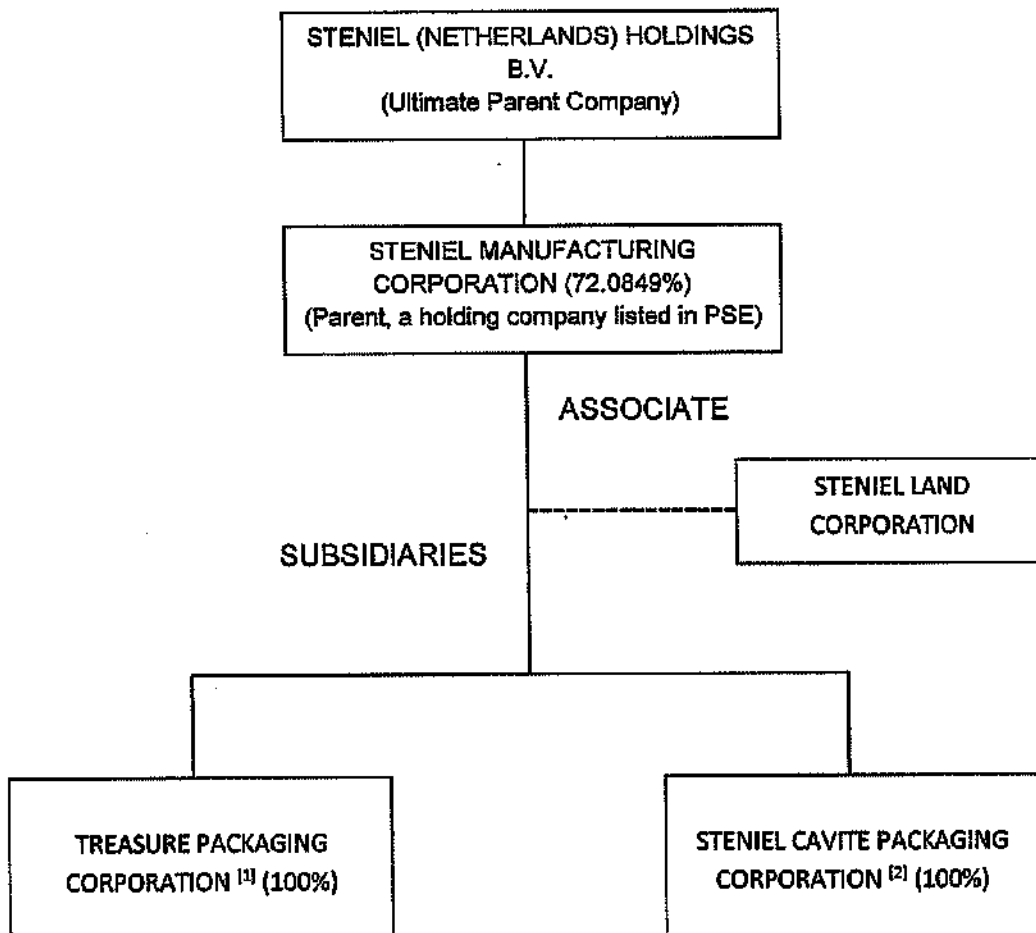 STENIEL (NETHERLANDS) HOLDINGS
B.V.
(Ultimate Parent Company)
STENIEL MANUFACTURING
CORPORATION (72.0849%)
(Parent, a holding company listed in PSE)
ASSOCIATE
STENIEL LAND
CORPORATION
SUBSIDIARIES
TREASURE PACKAGING
CORPORATION [1] (100%)
STENIEL CAVITE PACKAGING
CORPORATION [2] (100%)